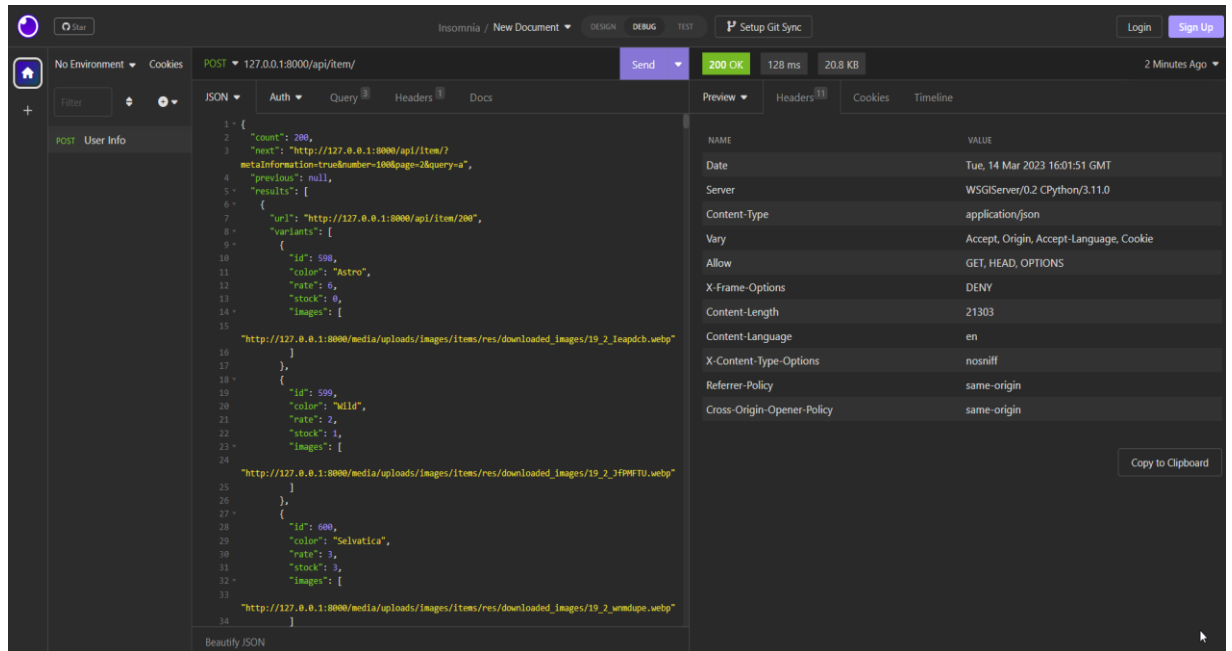 Star
Insomnia / New Document
DESIGN DEBUG TEST
Setup Git Sync
Login
Sign Up
No Environment
Cookies
Filter
POST User Info
POST 127.0.0.1:8000/api/item/
Send
JSON Auth Query 3 Headers 1 Docs
1 {
2 "count": 200,
3 "next": "http://127.0.0.1:8000/api/item/?
metaInformation=true&number=100&page=2&query=a",
4 "previous": null,
5 "results": [
6 {
7 "url": "http://127.0.0.1:8000/api/item/200",
8 "variants": [
9 {
10 "id": 598,
11 "color": "Astro",
12 "rate": 6,
13 "stock": 0,
14 "images": [
15
"http://127.0.0.1:8000/media/uploads/images/items/res/downloaded_images/19_2_Ieapdcb.webp"
16 ]
17 },
18 {
19 "id": 599,
20 "color": "Wild",
21 "rate": 2,
22 "stock": 1,
23 "images": [
24
"http://127.0.0.1:8000/media/uploads/images/items/res/downloaded_images/19_2_JfPMFTU.webp"
25 ]
26 },
27 {
28 "id": 600,
29 "color": "Selvatica",
30 "rate": 3,
31 "stock": 3,
32 "images": [
33
"http://127.0.0.1:8000/media/uploads/images/items/res/downloaded_images/19_2_wnmdupe.webp"
34 ]
Beautify JSON
200 OK 128 ms 20.8 KB
2 Minutes Ago
Preview Headers 11 Cookies Timeline
NAME VALUE
Date Tue, 14 Mar 2023 16:01:51 GMT
Server WSGIServer/0.2 CPython/3.11.0
Content-Type application/json
Vary Accept, Origin, Accept-Language, Cookie
Allow GET, HEAD, OPTIONS
X-Frame-Options DENY
Content-Length 21303
Content-Language en
X-Content-Type-Options nosniff
Referrer-Policy same-origin
Cross-Origin-Opener-Policy same-origin
Copy to Clipboard